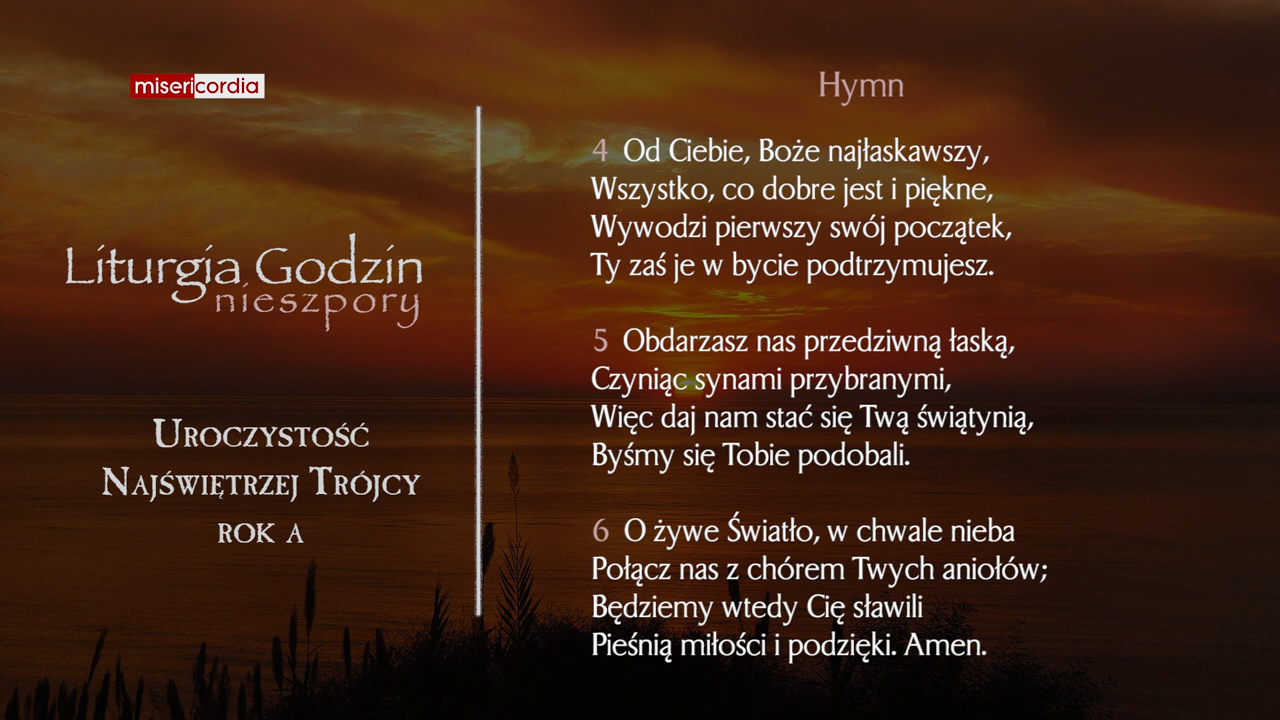 misericordia
Liturgia Godzin
nieszpory
Uroczystość
Najświętrzej Trójcy
rok A
Hymn
4 Od Ciebie, Boże najłaskawszy,
Wszystko, co dobre jest i piękne,
Wywodzi pierwszy swój początek,
Ty zaś je w bycie podtrzymujesz.
5 Obdarzasz nas przedziwną łaską,
Czyniąc synami przybranymi,
Więc daj nam stać się Twą świątynią,
Byśmy się Tobie podobali.
6 O żywe Światło, w chwale nieba
Połącz nas z chórem Twych aniołów;
Będziemy wtedy Cię sławili
Pieśnią miłości i podzięki. Amen.